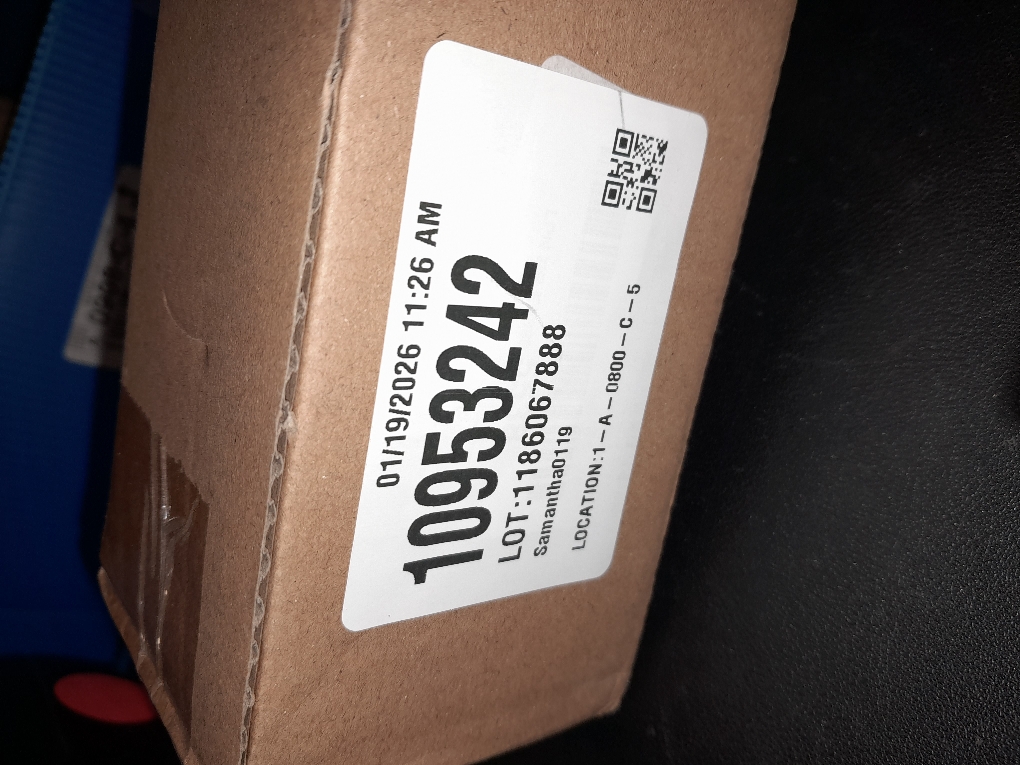 01/19/2026 11:26 AM
10953242
LOT:1186067888
Samantha0119
LOCATION:1-A-0800-C-5